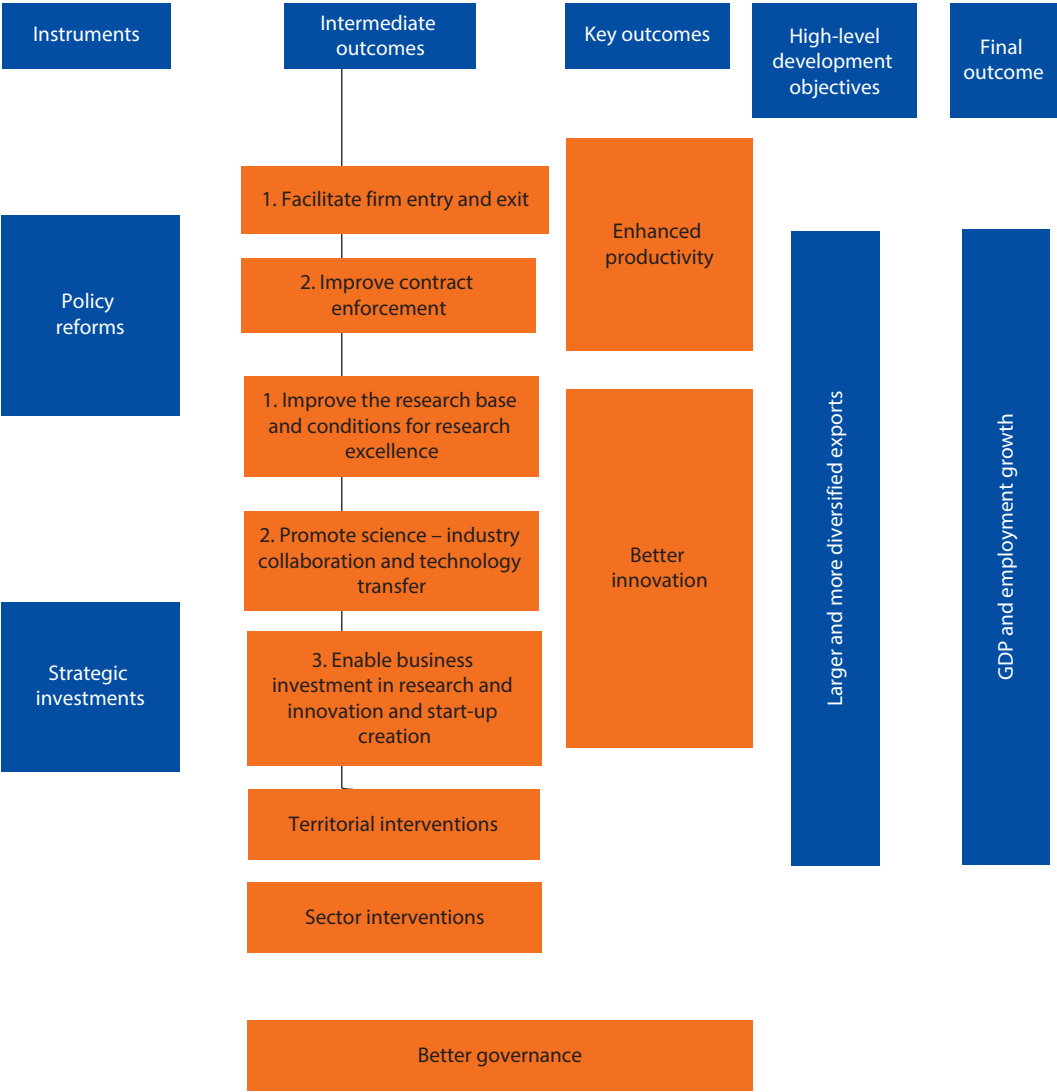 Instruments
Intermediate
outcomes
Key outcomes
High-level
development
objectives
Final
outcome
Policy
reforms
Strategic
investments
1. Facilitate firm entry and exit
2. Improve contract
enforcement
1. Improve the research base
and conditions for research
excellence
2. Promote science – industry
collaboration and technology
transfer
3. Enable business
investment in research and
innovation and start-up
creation
Territorial interventions
Sector interventions
Enhanced
productivity
Better
innovation
Larger and more diversified exports
GDP and employment growth
Better governance